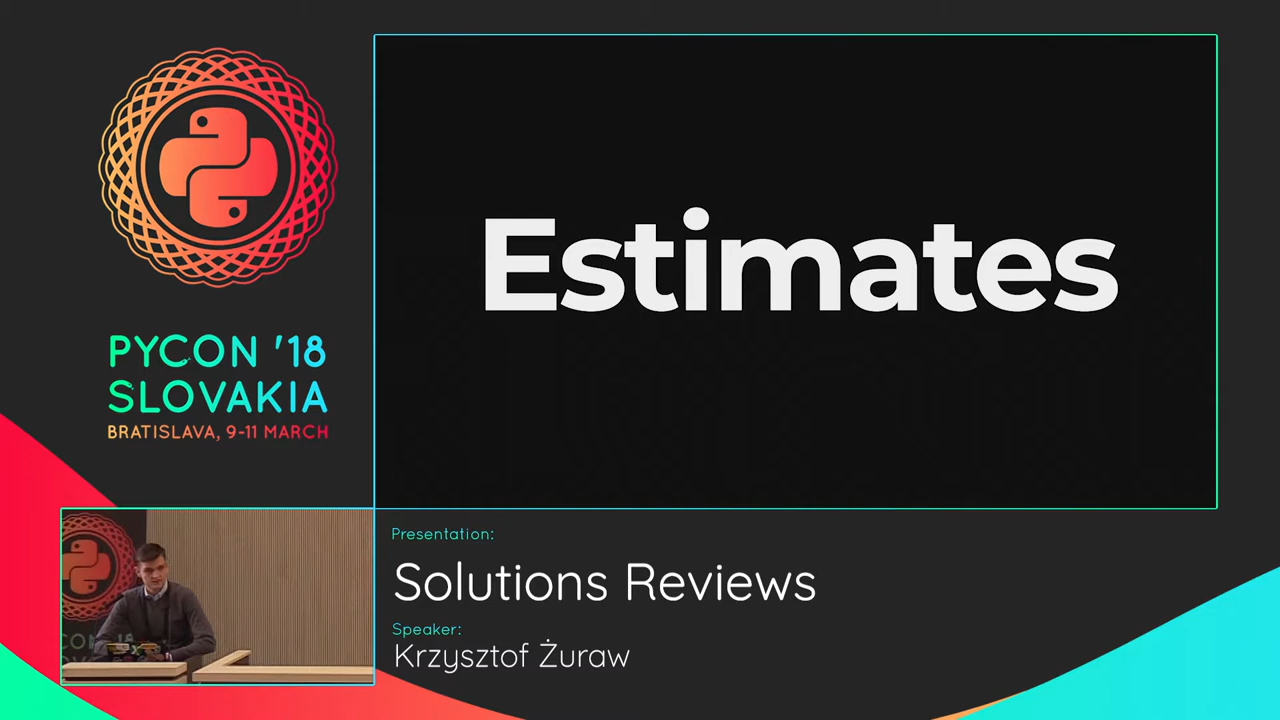 Estimates
PYCON '18
SLOVAKIA
BRATISLAVA, 9-11 MARCH
Presentation:
Solutions Reviews
Speaker:
Krzysztof Żuraw